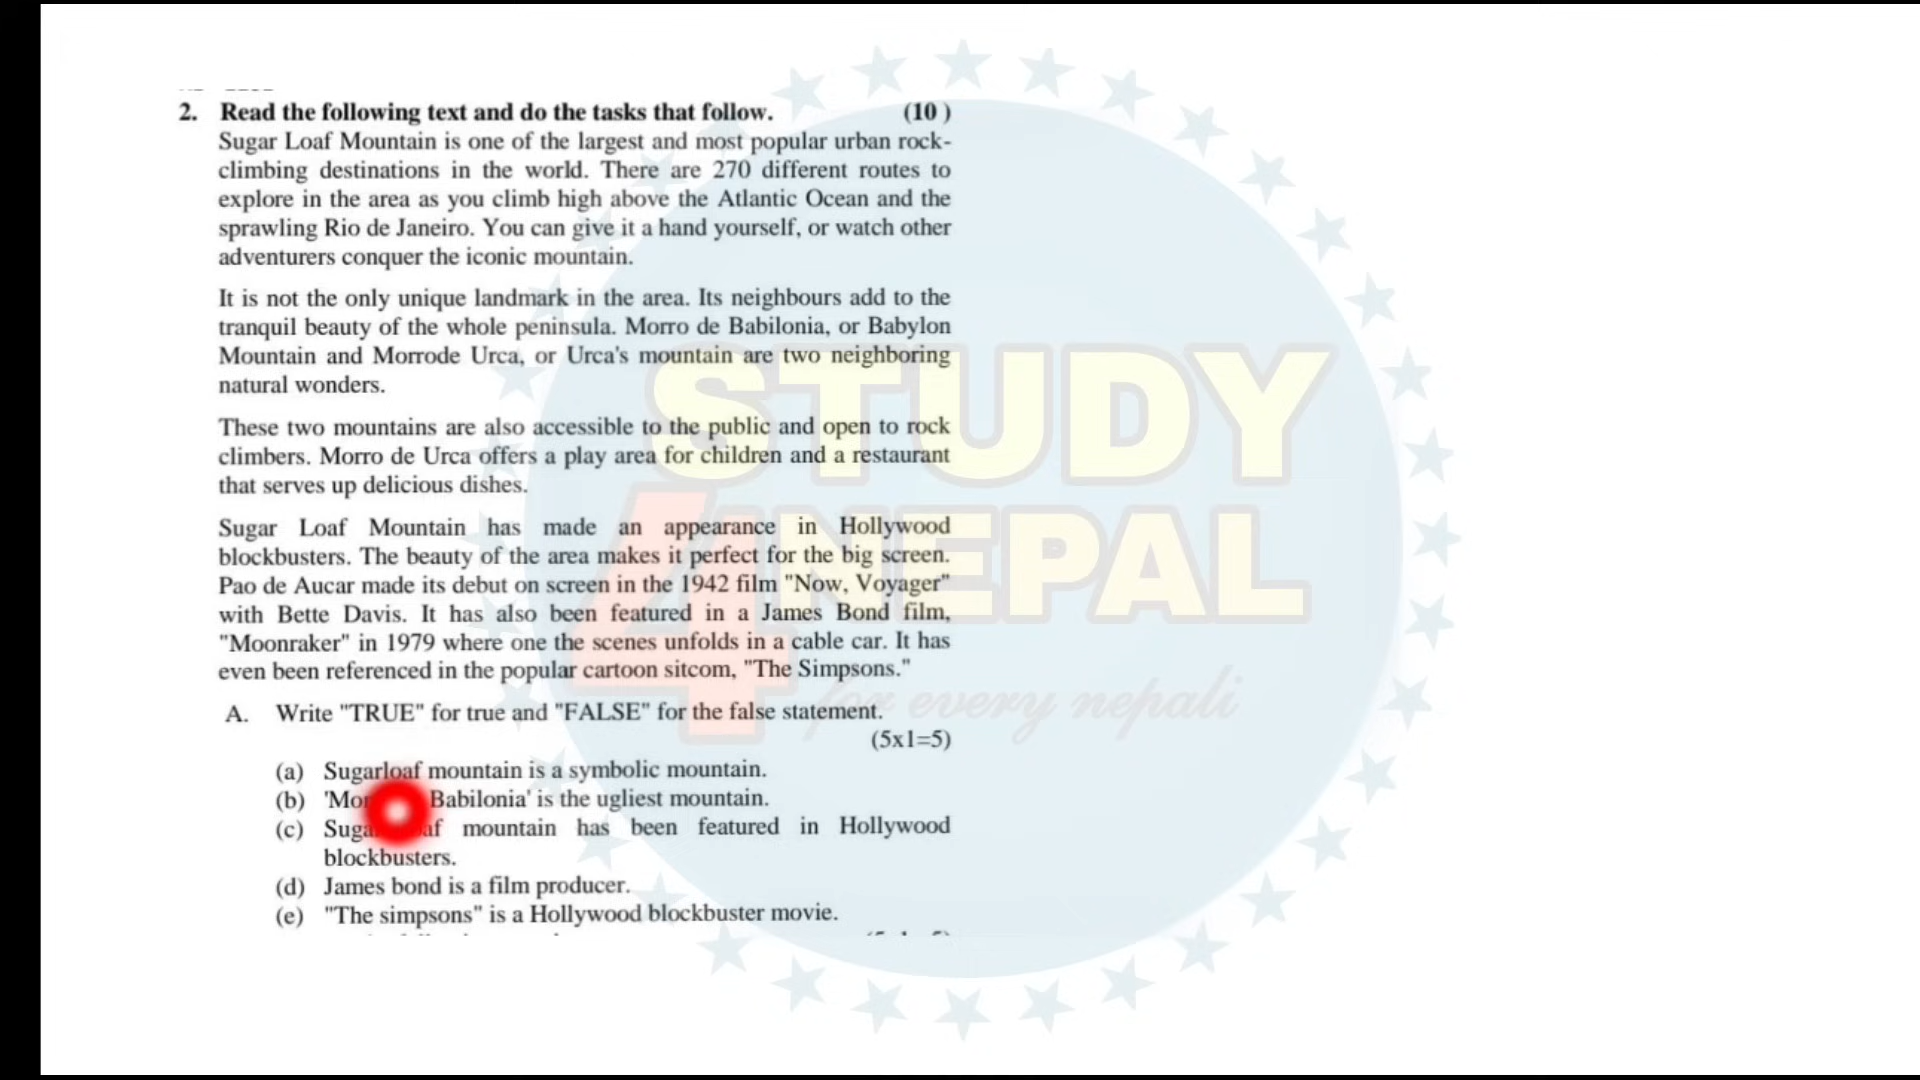 2. Read the following text and do the tasks that follow. (10 )
Sugar Loaf Mountain is one of the largest and most popular urban rock-
climbing destinations in the world. There are 270 different routes to
explore in the area as you climb high above the Atlantic Ocean and the
sprawling Rio de Janeiro. You can give it a hand yourself, or watch other
adventurers conquer the iconic mountain.
It is not the only unique landmark in the area. Its neighbours add to the
tranquil beauty of the whole peninsula. Morro de Babilonia, or Babylon
Mountain and Morrode Urca, or Urca's mountain are two neighboring
natural wonders.
These two mountains are also accessible to the public and open to rock
climbers. Morro de Urca offers a play area for children and a restaurant
that serves up delicious dishes.
Sugar Loaf Mountain has made an appearance in Hollywood
blockbusters. The beauty of the area makes it perfect for the big screen.
Pao de Aucar made its debut on screen in the 1942 film "Now, Voyager"
with Bette Davis. It has also been featured in a James Bond film,
"Moonraker" in 1979 where one the scenes unfolds in a cable car. It has
even been referenced in the popular cartoon sitcom, "The Simpsons."
A. Write "TRUE" for true and "FALSE" for the false statement.
(5x1=5)
(a) Sugarloaf mountain is a symbolic mountain.
(b) Babilonia' is the ugliest mountain.
(c) mountain has been featured in Hollywood
blockbusters.
(d) James bond is a film producer.
(e) "The simpsons" is a Hollywood blockbuster movie.
STUDY
4 NEPAL
for every nepali